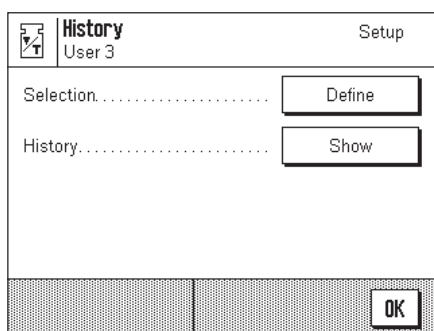 History Setup
User 3
Selection...................... Define
History........................ Show
OK